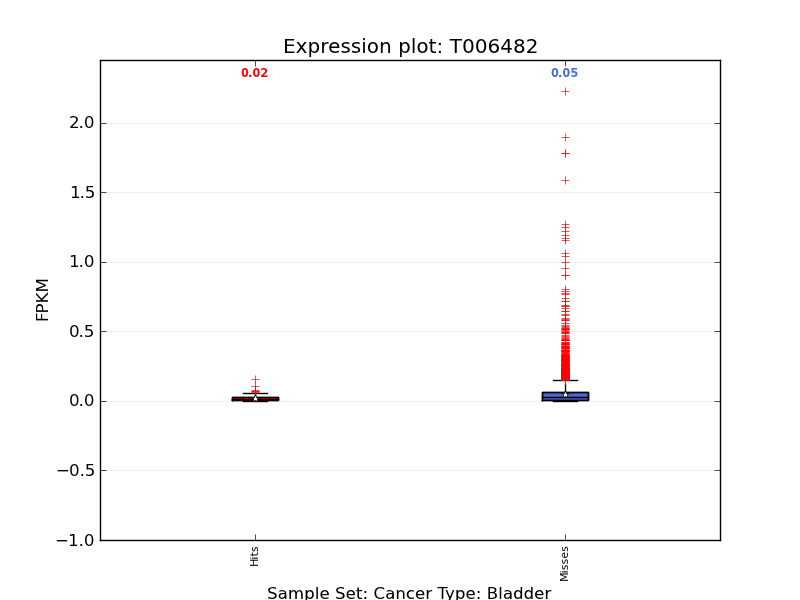 Expression plot: T006482
0.02 0.05
2.0
1.5
1.0
0.5
0.0
−0.5
−1.0
FPKM
Hits Misses
Sample Set: Cancer Type: Bladder